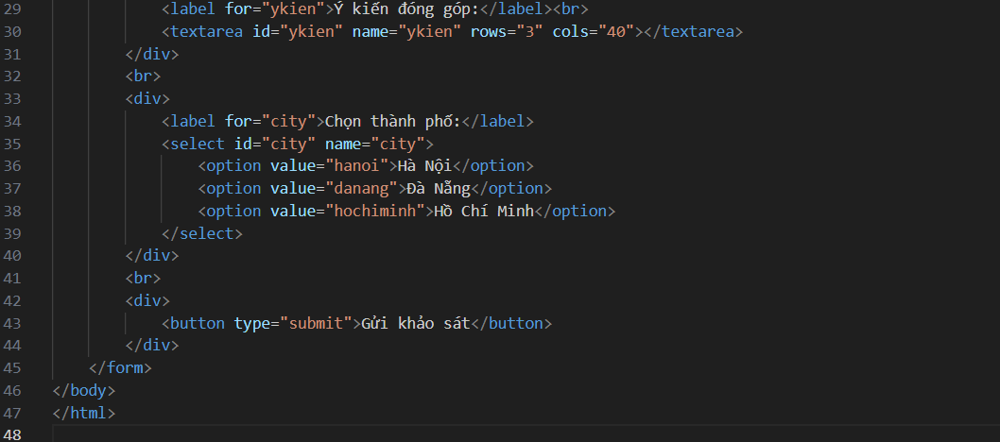 29 <label for="ykien">Ý kiến đóng góp:</label><br>
30 <textarea id="ykien" name="ykien" rows="3" cols="40"></textarea>
31 </div>
32 <br>
33 <div>
34 <label for="city">Chọn thành phố:</label>
35 <select id="city" name="city">
36 <option value="hanoi">Hà Nội</option>
37 <option value="danang">Đà Nẵng</option>
38 <option value="hochiminh">Hồ Chí Minh</option>
39 </select>
40 </div>
41 <br>
42 <div>
43 <button type="submit">Gửi khảo sát</button>
44 </div>
45 </form>
46 </body>
47 </html>
48